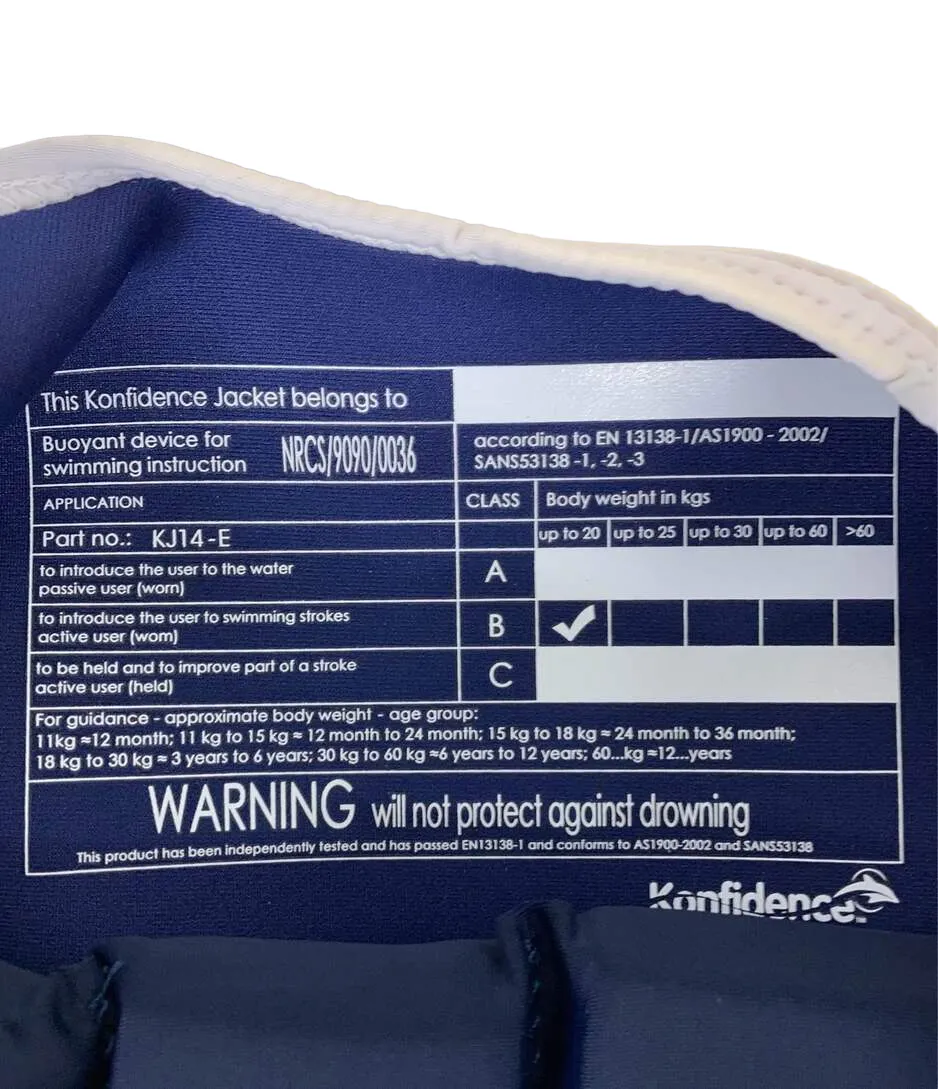 This Konfidence Jacket belongs to
Buoyant device for
swimming instruction
NRCS/9090/0036
according to EN 13138-1/AS1900 - 2002/
SANS53138 -1, -2, -3
APPLICATION
CLASS
Body weight in kgs
Part no.: KJ14-E
up to 20
up to 25
up to 30
up to 60
>60
to introduce the user to the water
passive user (worn)
A
to introduce the user to swimming strokes
active user (wom)
B
✓
to be held and to improve part of a stroke
active user (held)
C
For guidance - approximate body weight - age group:
11kg ≈12 month; 11 kg to 15 kg ≈ 12 month to 24 month; 15 kg to 18 kg ≈ 24 month to 36 month;
18 kg to 30 kg ≈ 3 years to 6 years; 30 kg to 60 kg ≈6 years to 12 years; 60...kg ≈12...years
WARNING will not protect against drowning
This product has been independently tested and has passed EN13138-1 and conforms to AS1900-2002 and SANS53138
Konfidence